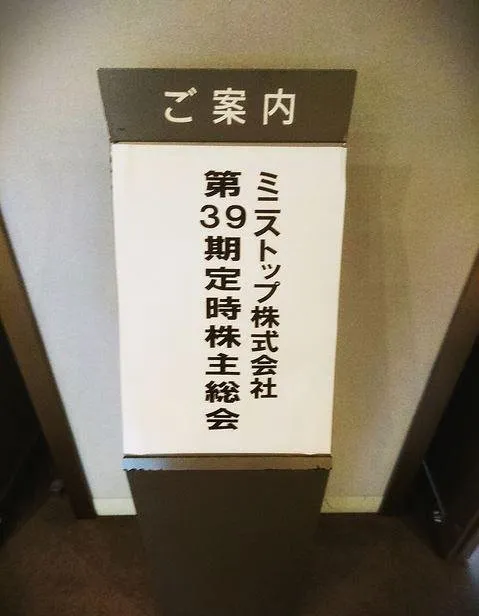 ご案内
ミニストップ株式会社
第39期定時株主総会